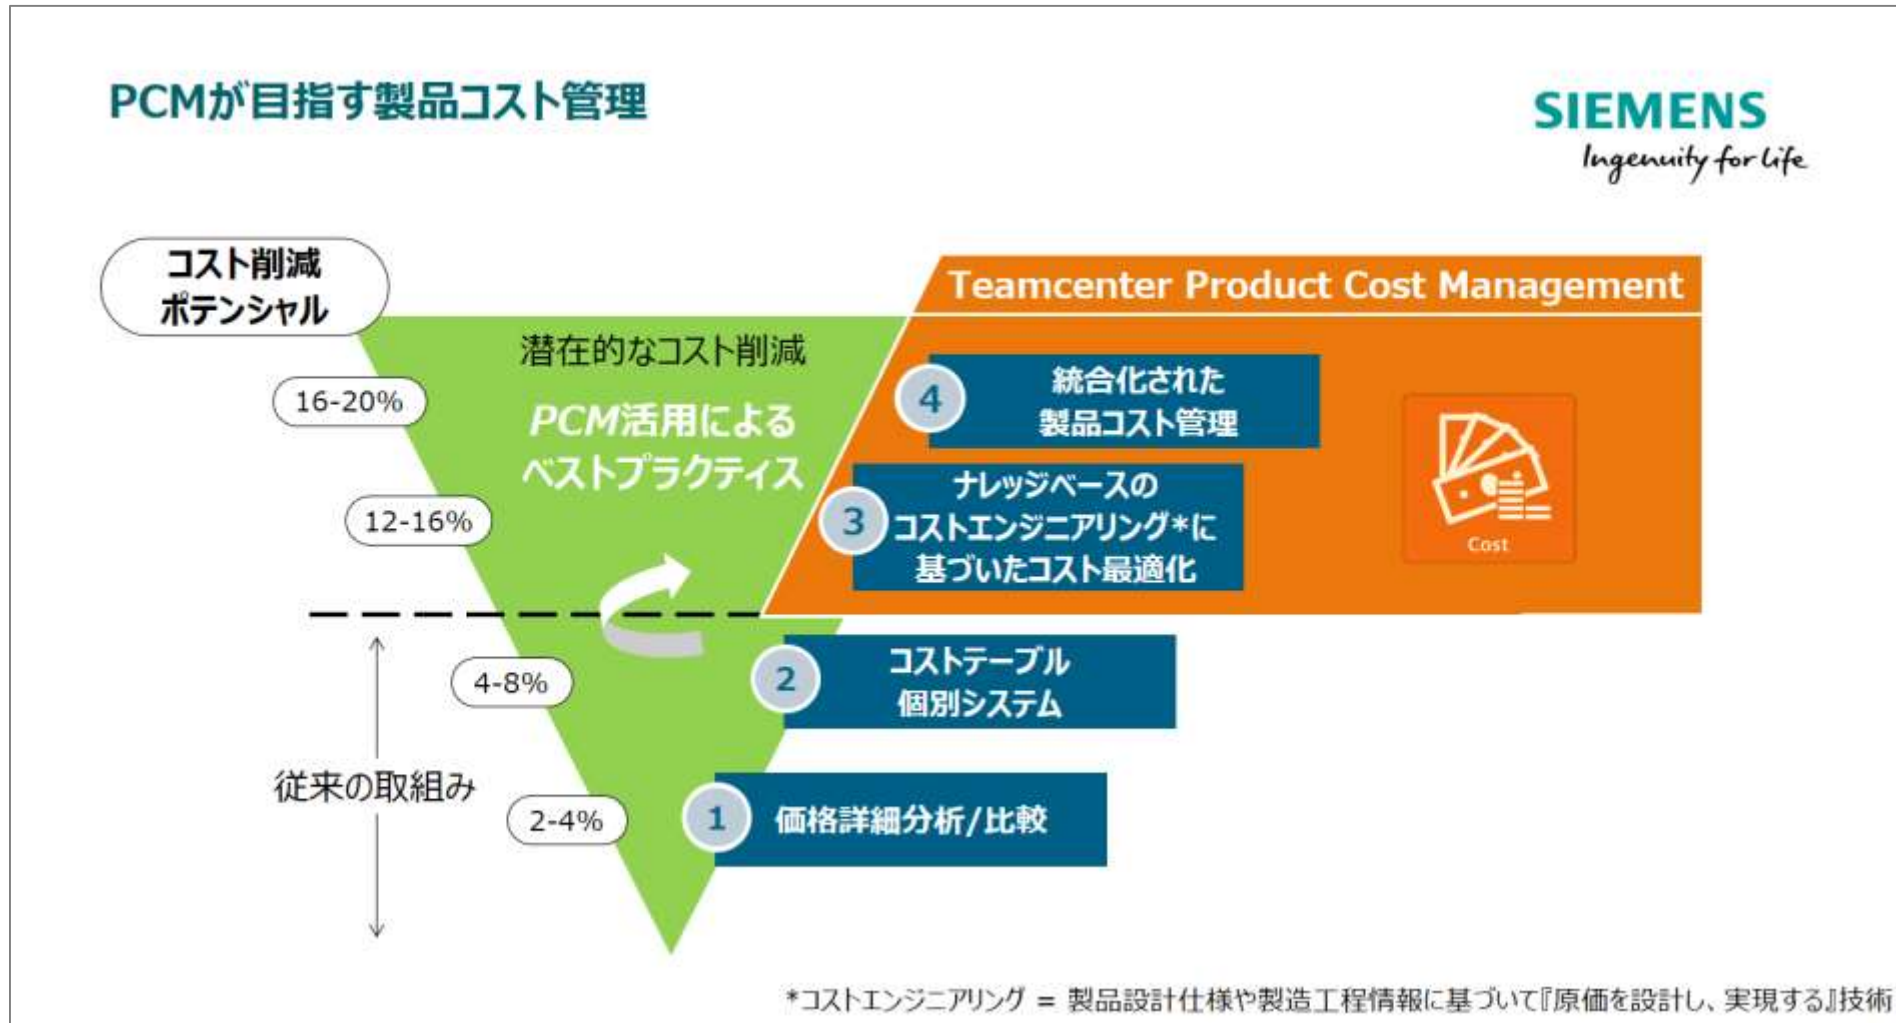 PCMが目指す製品コスト管理
SIEMENS
Ingenuity for life
コスト削減
ポテンシャル
Teamcenter Product Cost Management
潜在的なコスト削減
PCM活用による
ベストプラクティス
16-20%
4
統合化された
製品コスト管理
12-16%
3
ナレッジベースの
コストエンジニアリング*に
基づいたコスト最適化
Cost
4-8%
2
コストテーブル
個別システム
従来の取組み
2-4%
1
価格詳細分析/比較
*コストエンジニアリング = 製品設計仕様や製造工程情報に基づいて『原価を設計し、実現する』技術